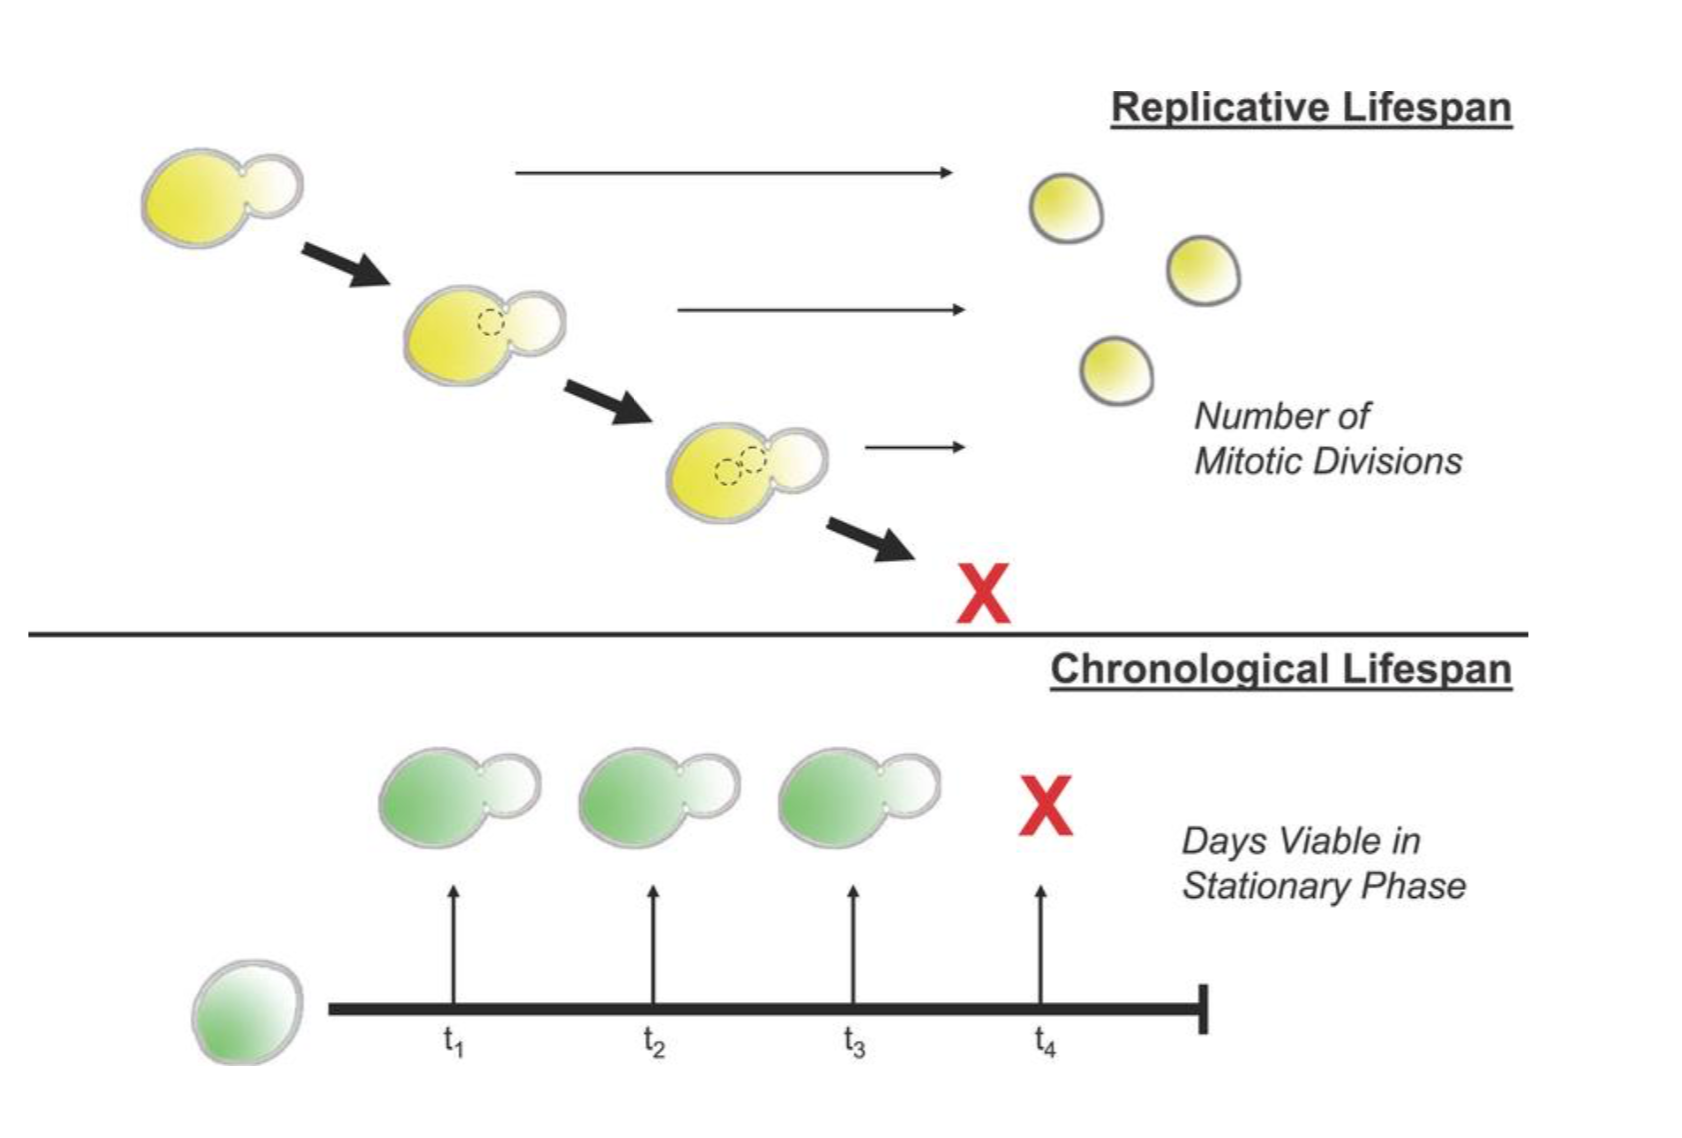 Replicative Lifespan
Number of
Mitotic Divisions
X
Chronological Lifespan
X
Days Viable in
Stationary Phase
t1 t2 t3 t4